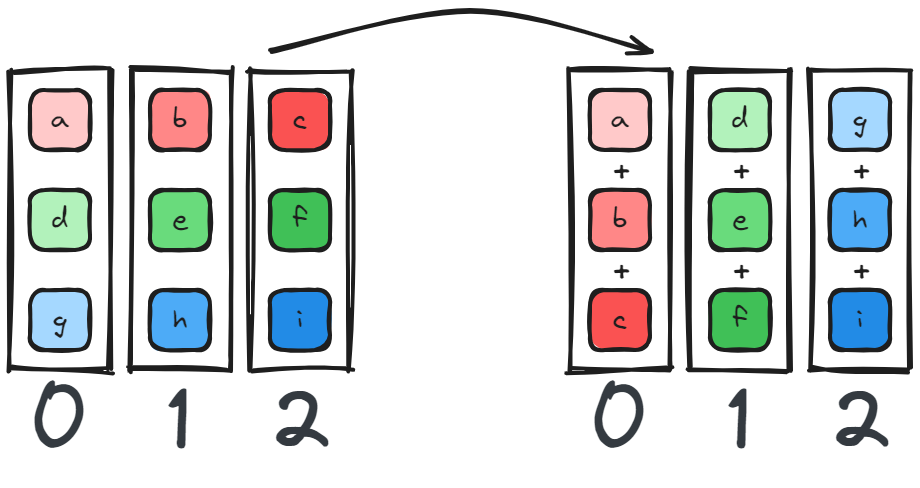 a b c a d g
+ + +
d e f b e h
+ + +
g h i c f i
0 1 2 0 1 2